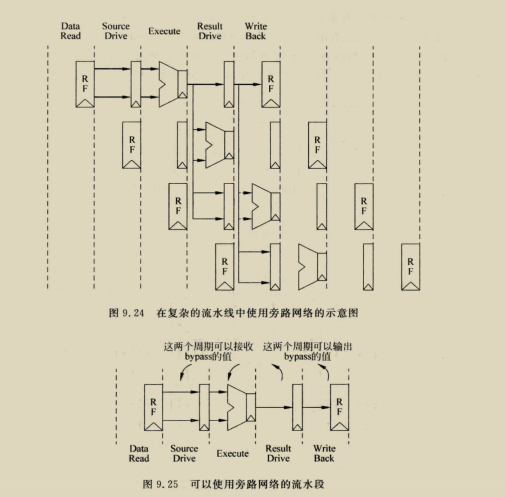 Data Read
Source Drive
Execute
Result Drive
Write Back
RF
RF
RF
RF
RF
RF
RF
RF
图 9.24 在复杂的流水线中使用旁路网络的示意图
这两个周期可以接收bypass的值
这两个周期可以输出bypass的值
RF
RF
Data Read
Source Drive
Execute
Result Drive
Write Back
图 9.25 可以使用旁路网络的流水段